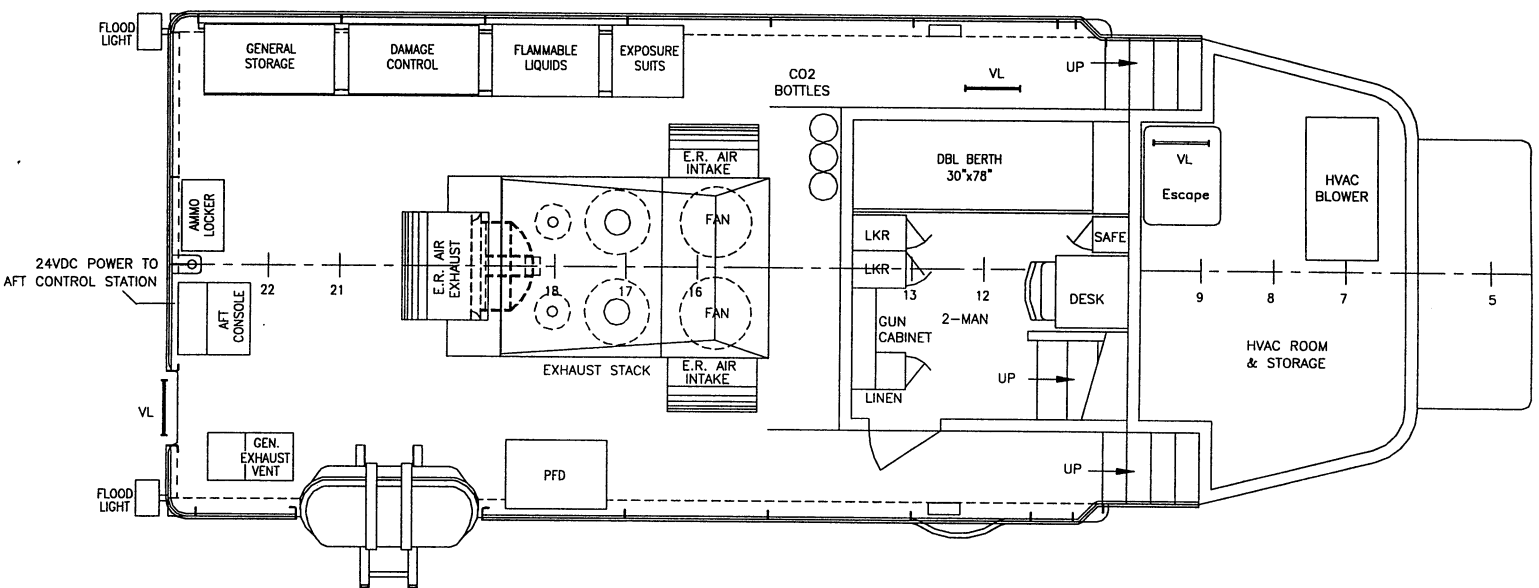 FLOOD
LIGHT
GENERAL
STORAGE
DAMAGE
CONTROL
FLAMMABLE
LIQUIDS
EXPOSURE
SUITS
CO2
BOTTLES
VL
UP
E.R. AIR
INTAKE
DBL BERTH
30"x78"
VL
Escape
HVAC
BLOWER
AMMO
LOCKER
FAN
LKR
SAFE
24VDC POWER TO
AFT CONTROL STATION
E.R. AIR
EXHAUST
LKR
22
21
18
17
16
13
12
9
8
7
5
DESK
AFT
CONSOLE
FAN
GUN
CABINET
2-MAN
HVAC ROOM
& STORAGE
EXHAUST STACK
E.R. AIR
INTAKE
UP
LINEN
VL
GEN.
EXHAUST
VENT
PFD
UP
FLOOD
LIGHT